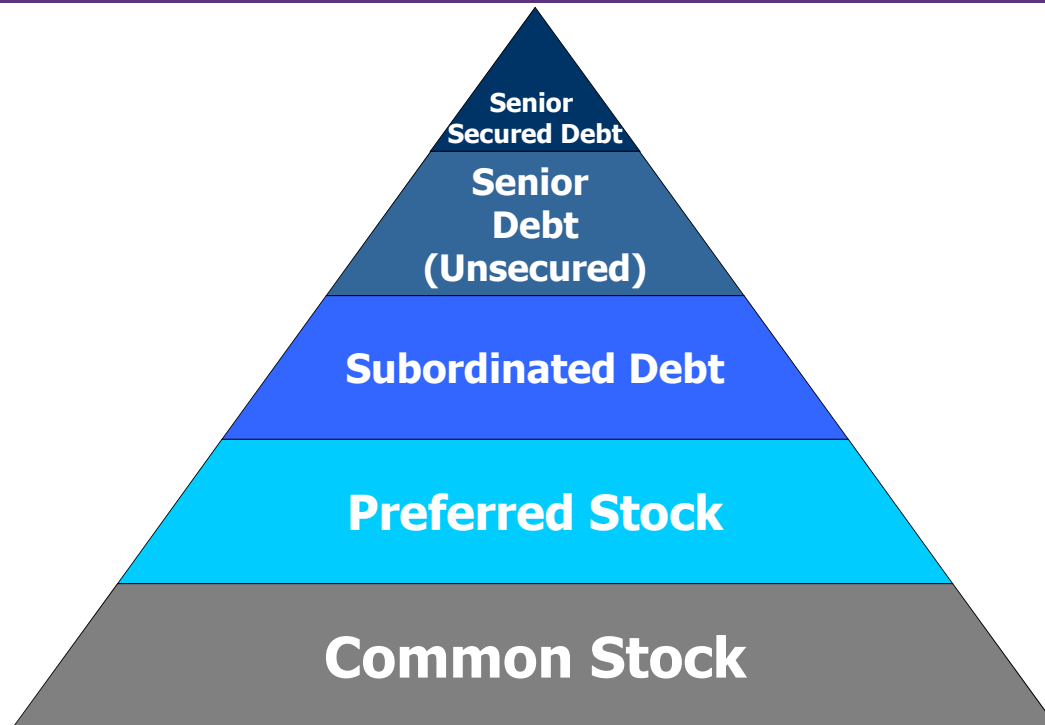 Senior
Secured Debt
Senior
Debt
(Unsecured)
Subordinated Debt
Preferred Stock
Common Stock